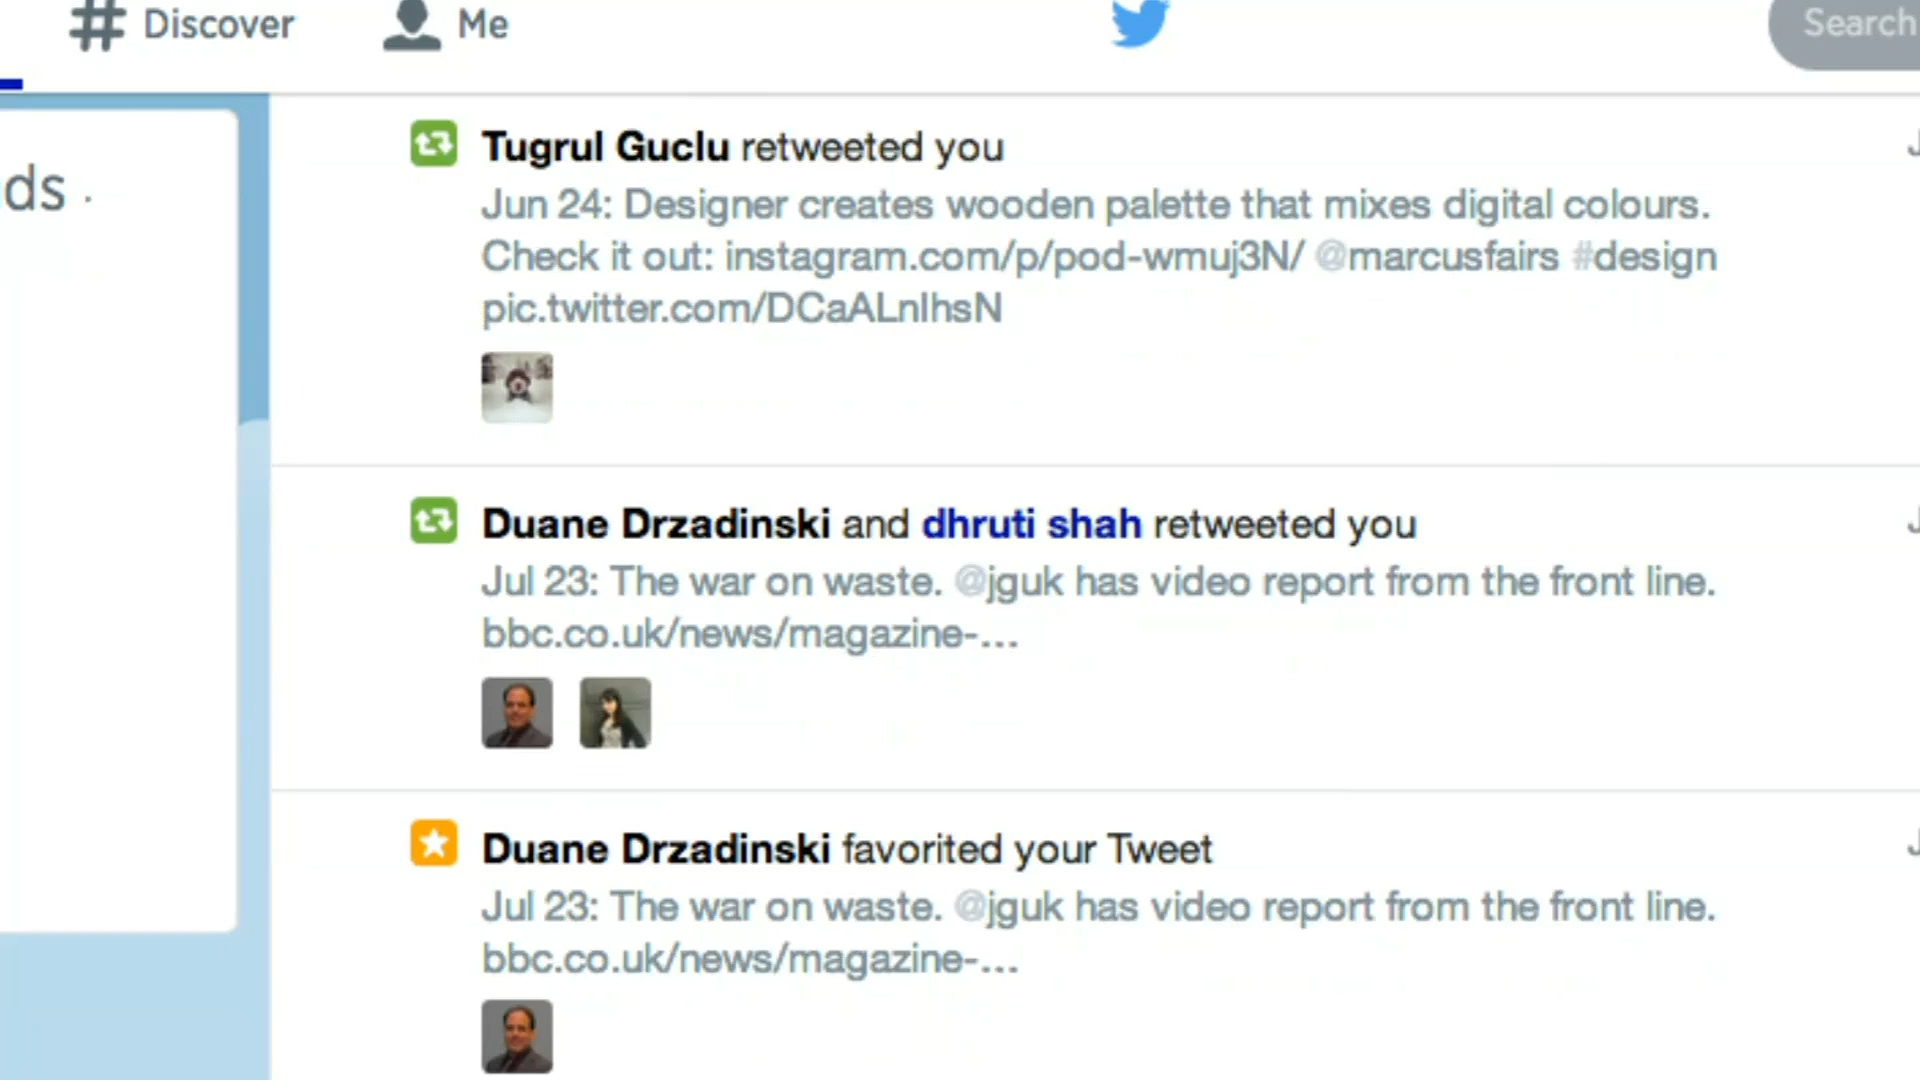 Discover
Me
Search
ds
Tugrul Guclu retweeted you
Jun 24: Designer creates wooden palette that mixes digital colours.
Check it out: instagram.com/p/pod-wmuj3N/ @marcusfairs #design
pic.twitter.com/DCaALnIhsN
Duane Drzadinski and dhruti shah retweeted you
Jul 23: The war on waste. @jguk has video report from the front line.
bbc.co.uk/news/magazine-...
Duane Drzadinski favorited your Tweet
Jul 23: The war on waste. @jguk has video report from the front line.
bbc.co.uk/news/magazine-...